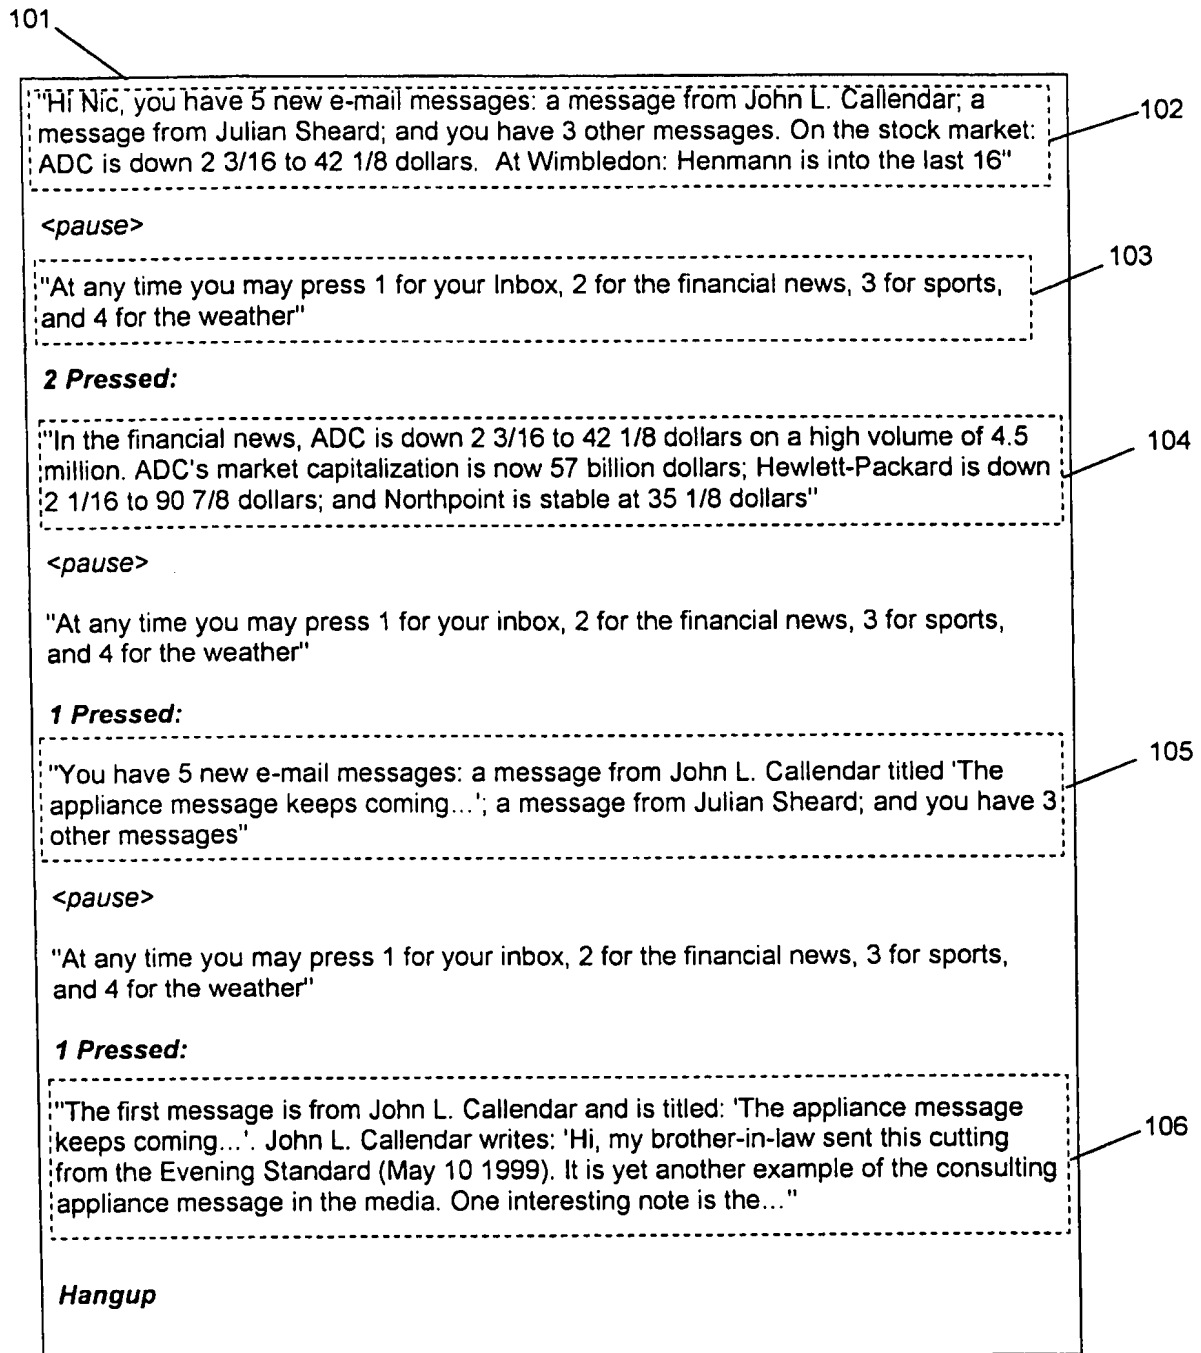 101
"Hi Nic, you have 5 new e-mail messages: a message from John L. Callendar; a
102
message from Julian Sheard; and you have 3 other messages. On the stock market:
ADC is down 2 3/16 to 42 1/8 dollars. At Wimbledon: Henmann is into the last 16"
<pause>
103
"At any time you may press 1 for your Inbox, 2 for the financial news, 3 for sports,
and 4 for the weather"
2 Pressed:
"In the financial news, ADC is down 2 3/16 to 42 1/8 dollars on a high volume of 4.5
104
million. ADC's market capitalization is now 57 billion dollars; Hewlett-Packard is down
2 1/16 to 90 7/8 dollars; and Northpoint is stable at 35 1/8 dollars"
<pause>
"At any time you may press 1 for your inbox, 2 for the financial news, 3 for sports,
and 4 for the weather"
1 Pressed:
105
"You have 5 new e-mail messages: a message from John L. Callendar titled 'The
appliance message keeps coming...'; a message from Julian Sheard; and you have 3
other messages"
<pause>
"At any time you may press 1 for your inbox, 2 for the financial news, 3 for sports,
and 4 for the weather"
1 Pressed:
"The first message is from John L. Callendar and is titled: 'The appliance message
keeps coming...'. John L. Callendar writes: 'Hi, my brother-in-law sent this cutting
106
from the Evening Standard (May 10 1999). It is yet another example of the consulting
appliance message in the media. One interesting note is the..."
Hangup